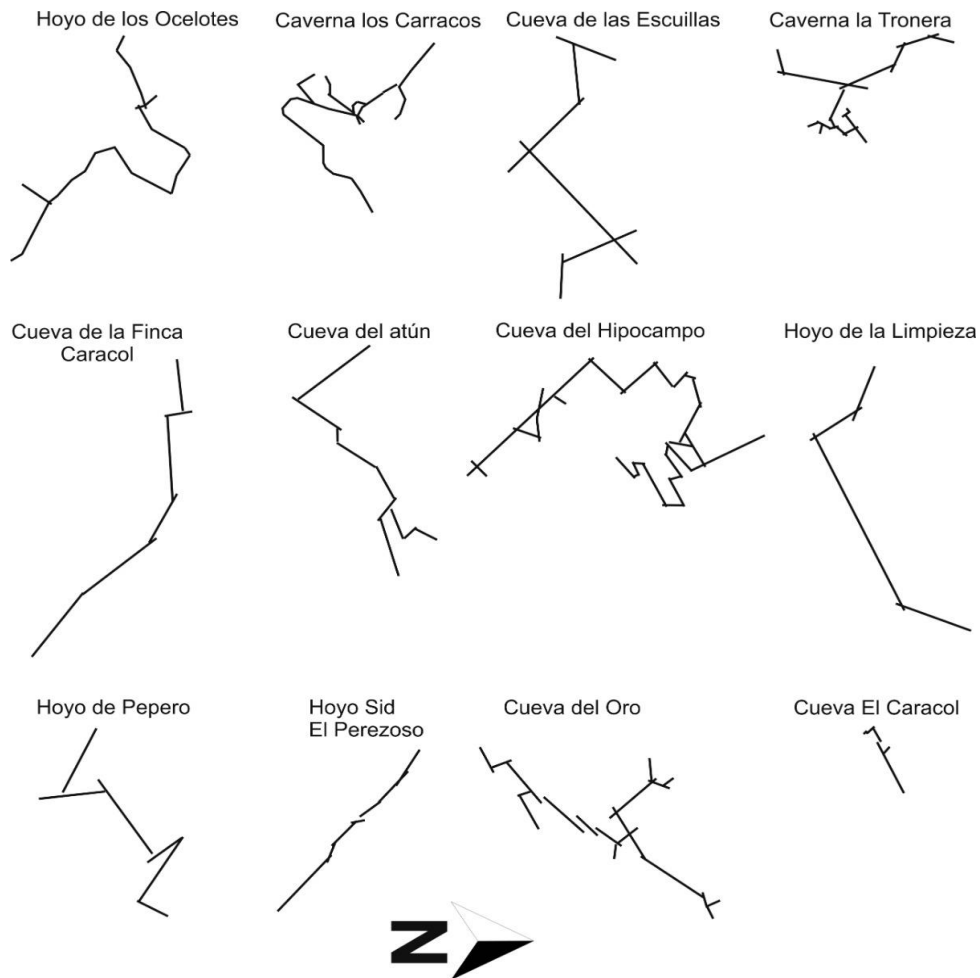 Hoyo de los Ocelotes
Caverna los Carracos
Cueva de las Escuillas
Caverna la Tronera
Cueva de la Finca
Caracol
Cueva del atún
Cueva del Hipocampo
Hoyo de la Limpieza
Hoyo de Pepero
Hoyo Sid
El Perezoso
Cueva del Oro
Cueva El Caracol
N